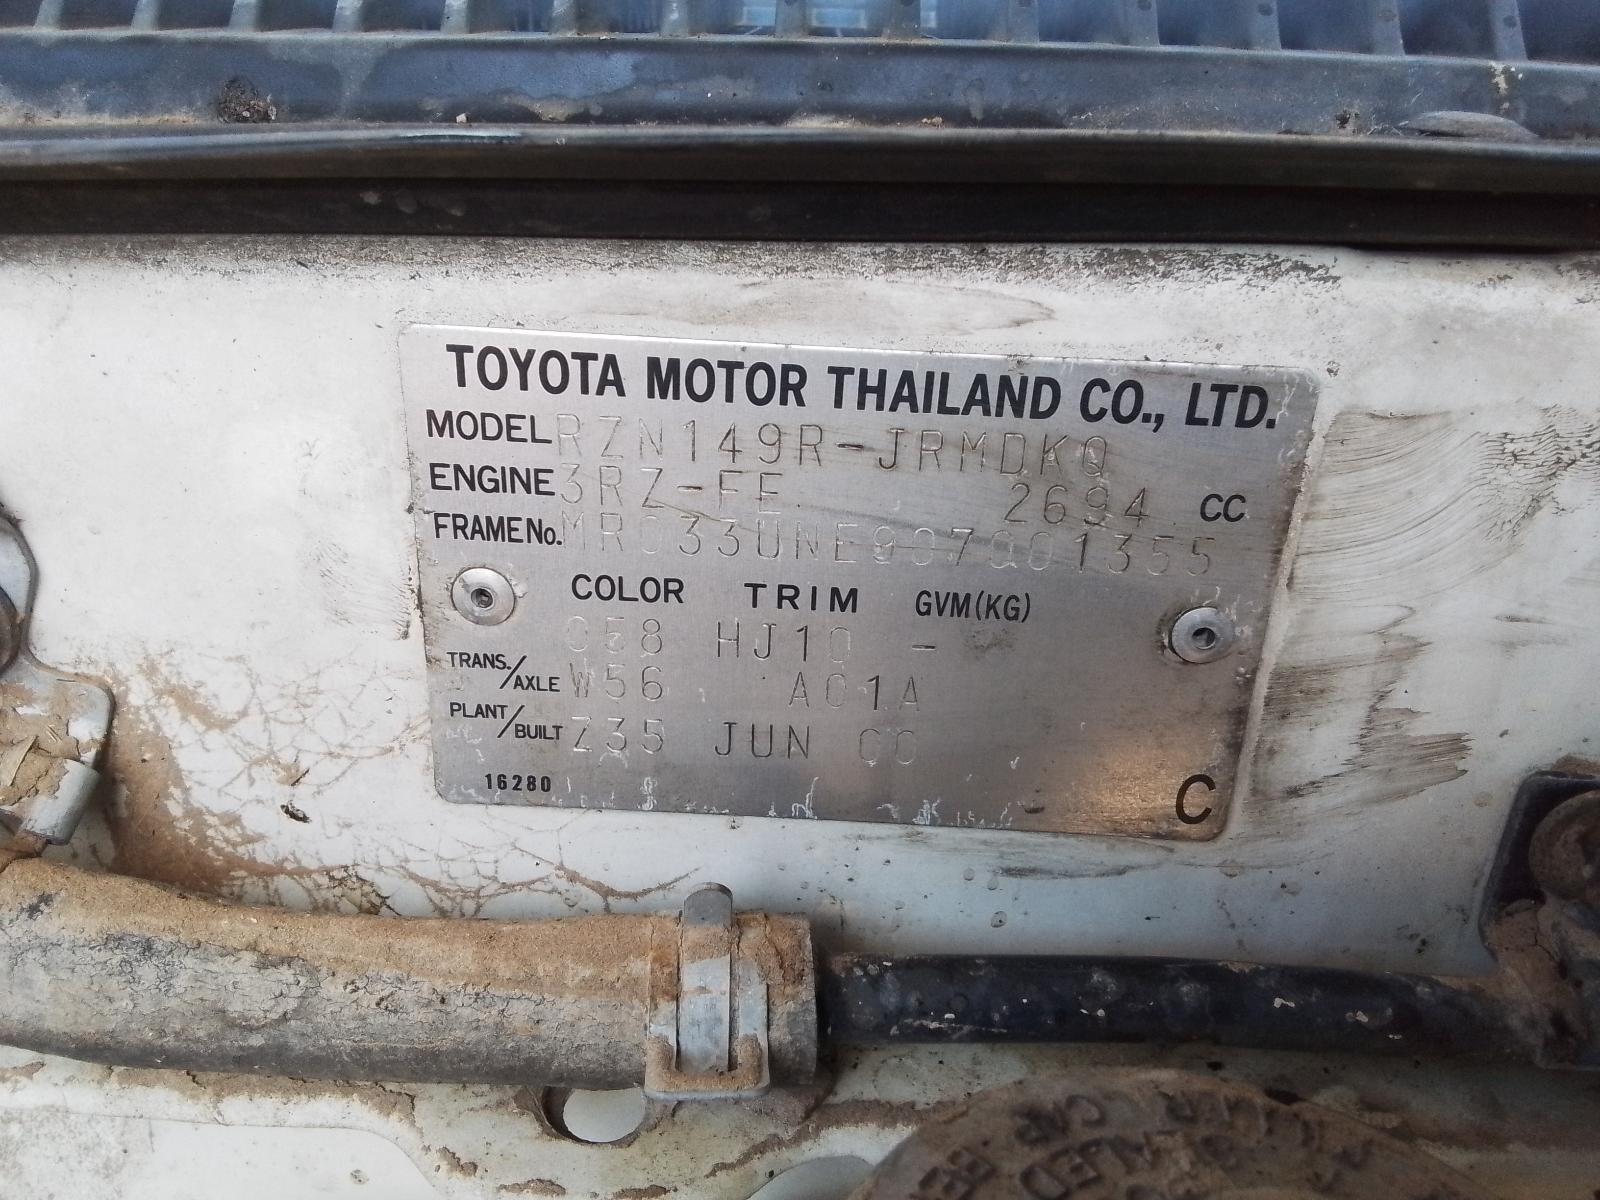 TOYOTA MOTOR THAILAND CO., LTD.
MODEL RZN149R-JRMDKQ
ENGINE 3RZ-FE 2694 CC
FRAME No. MR033UNE907001355
COLOR TRIM GVM(KG)
058 HJ10 -
TRANS./AXLE W56 A01A
PLANT/BUILT Z35 JUN 00
16280
C